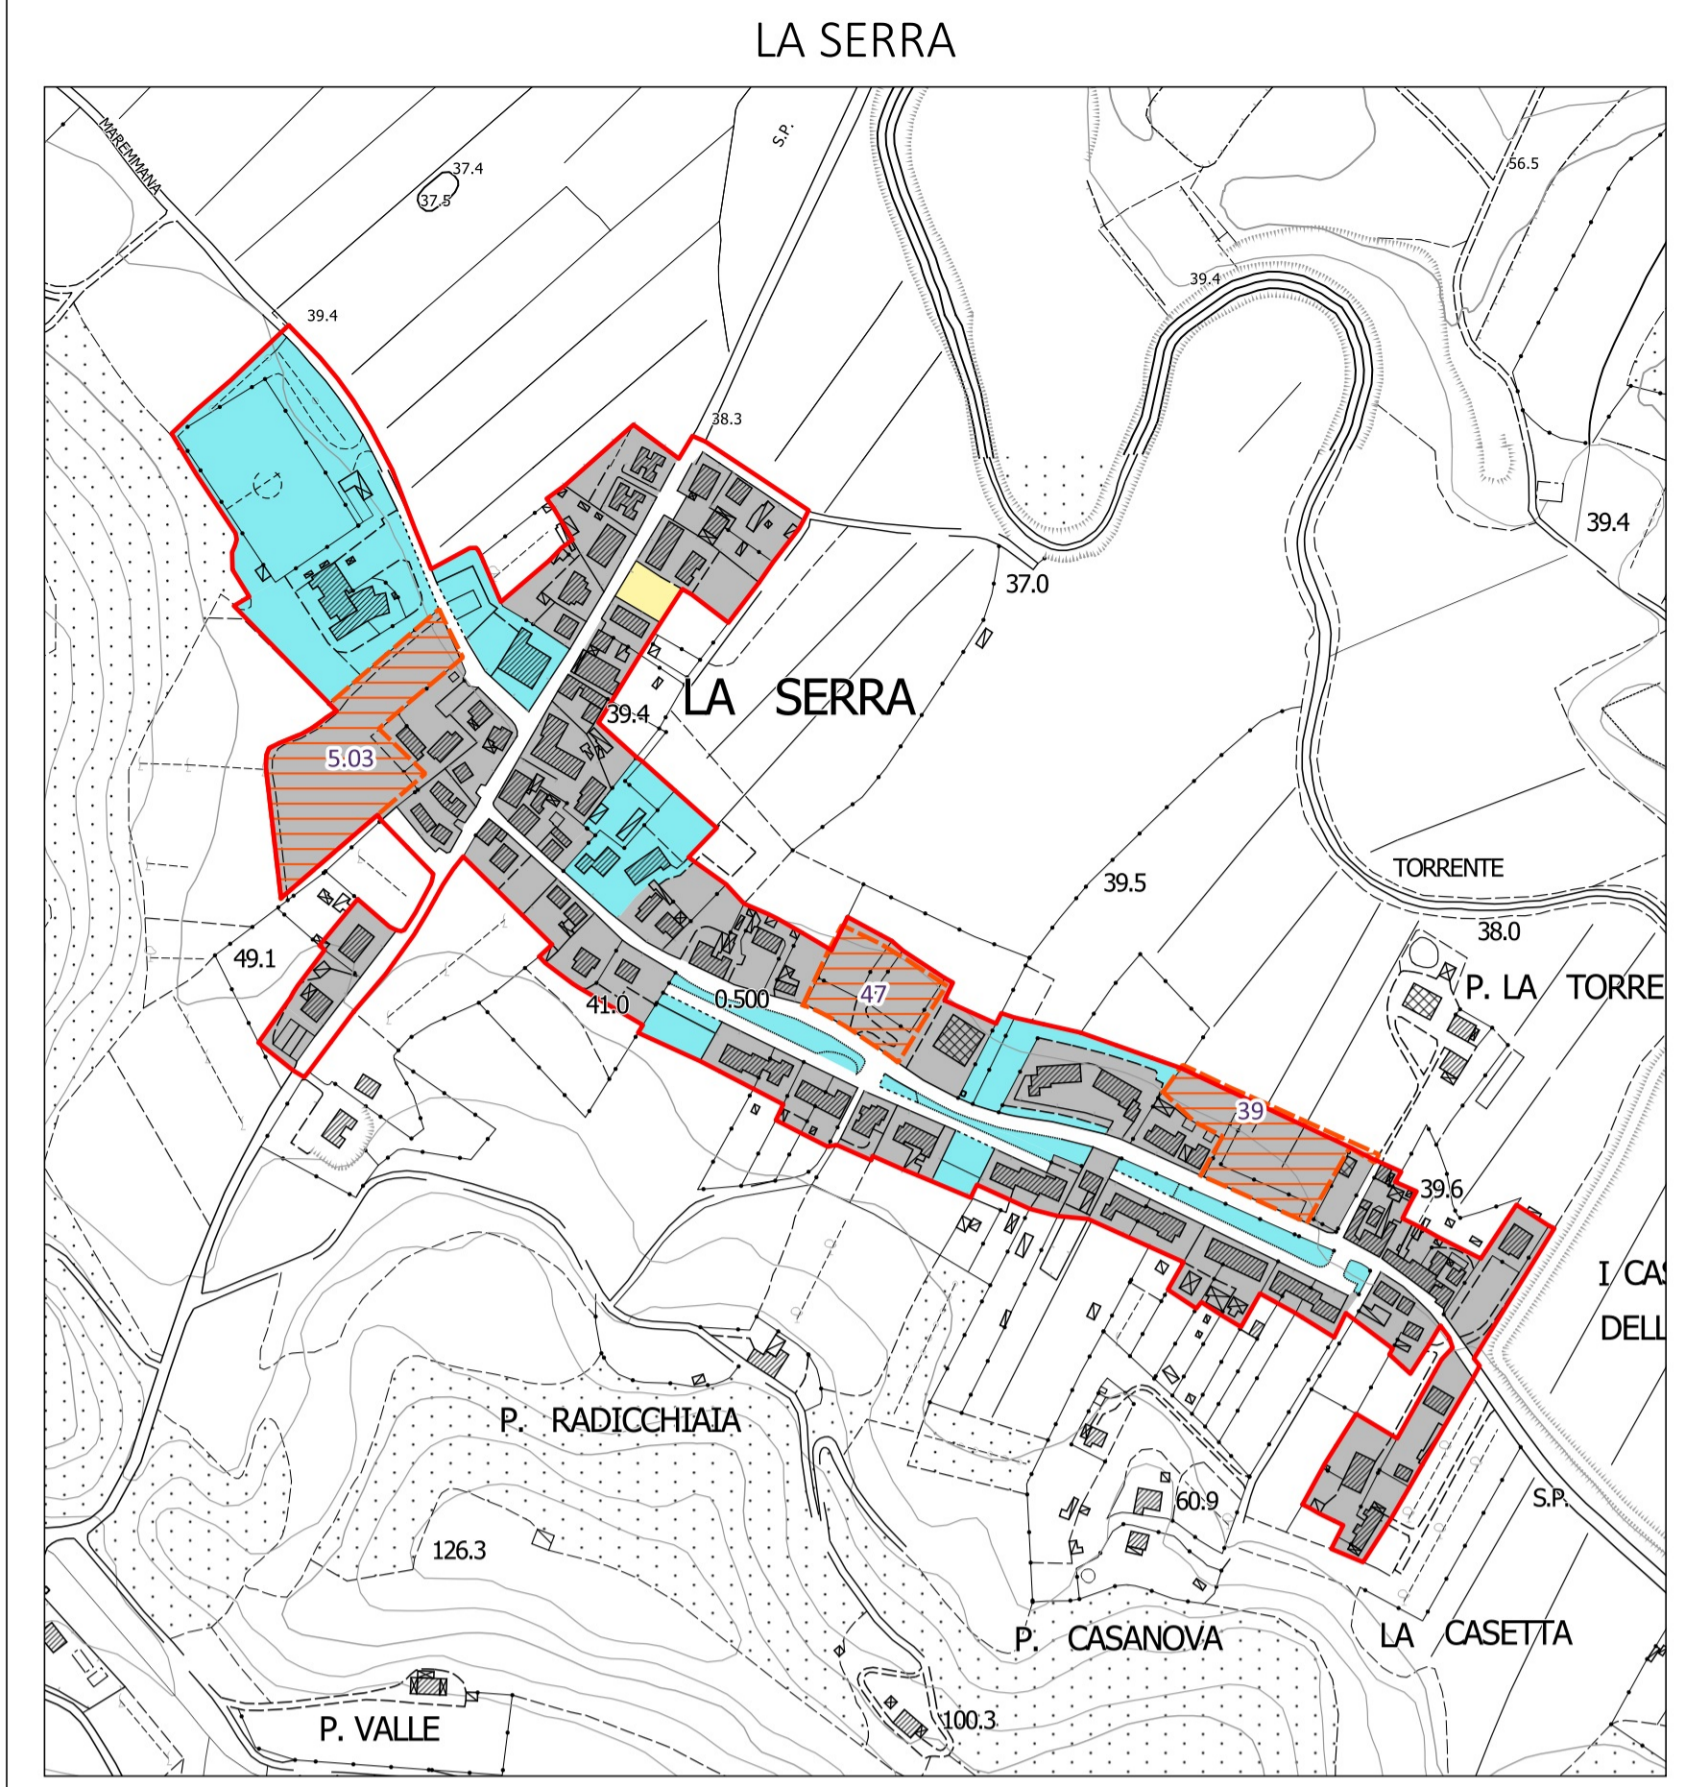 LA SERRA
MAREMMANA
S.P.
37.4
37.5
56.5
39.4
39.4
38.3
39.4
37.0
LA SERRA
39.4
5.03
TORRENTE
39.5
38.0
49.1
P. LA TORRE
47
0.500
41.0
39
39.6
I CAS
DELL
P. RADICCHIAIA
S.P.
60.9
126.3
P. CASANOVA
LA CASETTA
100.3
P. VALLE